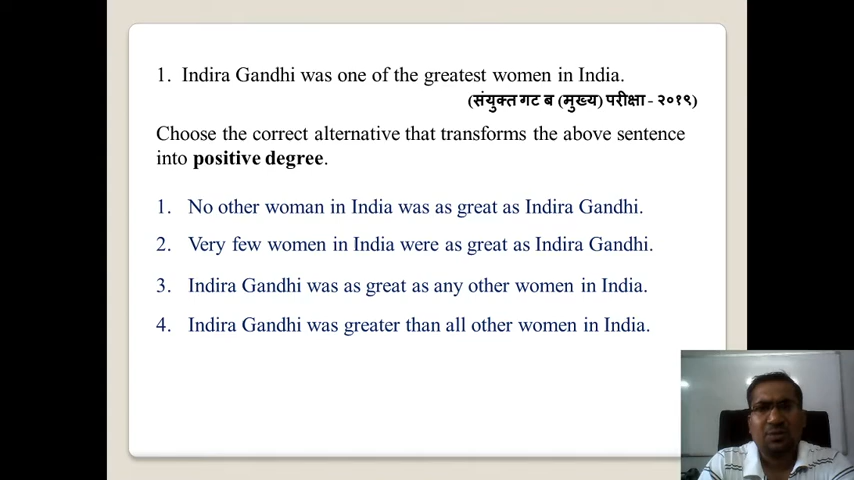 1. Indira Gandhi was one of the greatest women in India.
(संयुक्त गट ब (मुख्य) परीक्षा - २०१९)
Choose the correct alternative that transforms the above sentence
into positive degree.
1. No other woman in India was as great as Indira Gandhi.
2. Very few women in India were as great as Indira Gandhi.
3. Indira Gandhi was as great as any other women in India.
4. Indira Gandhi was greater than all other women in India.